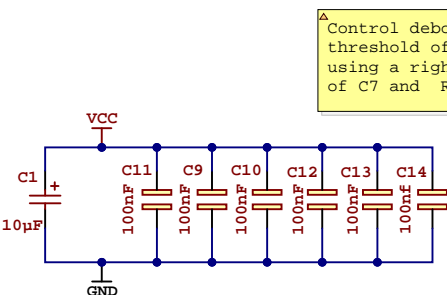 Control debo
threshold of
using a righ
of C7 and R
VCC
C1
+
10µF
C11
100nF
C9
100nF
C10
100nF
C12
100nF
C13
100nF
C14
100nf
GND